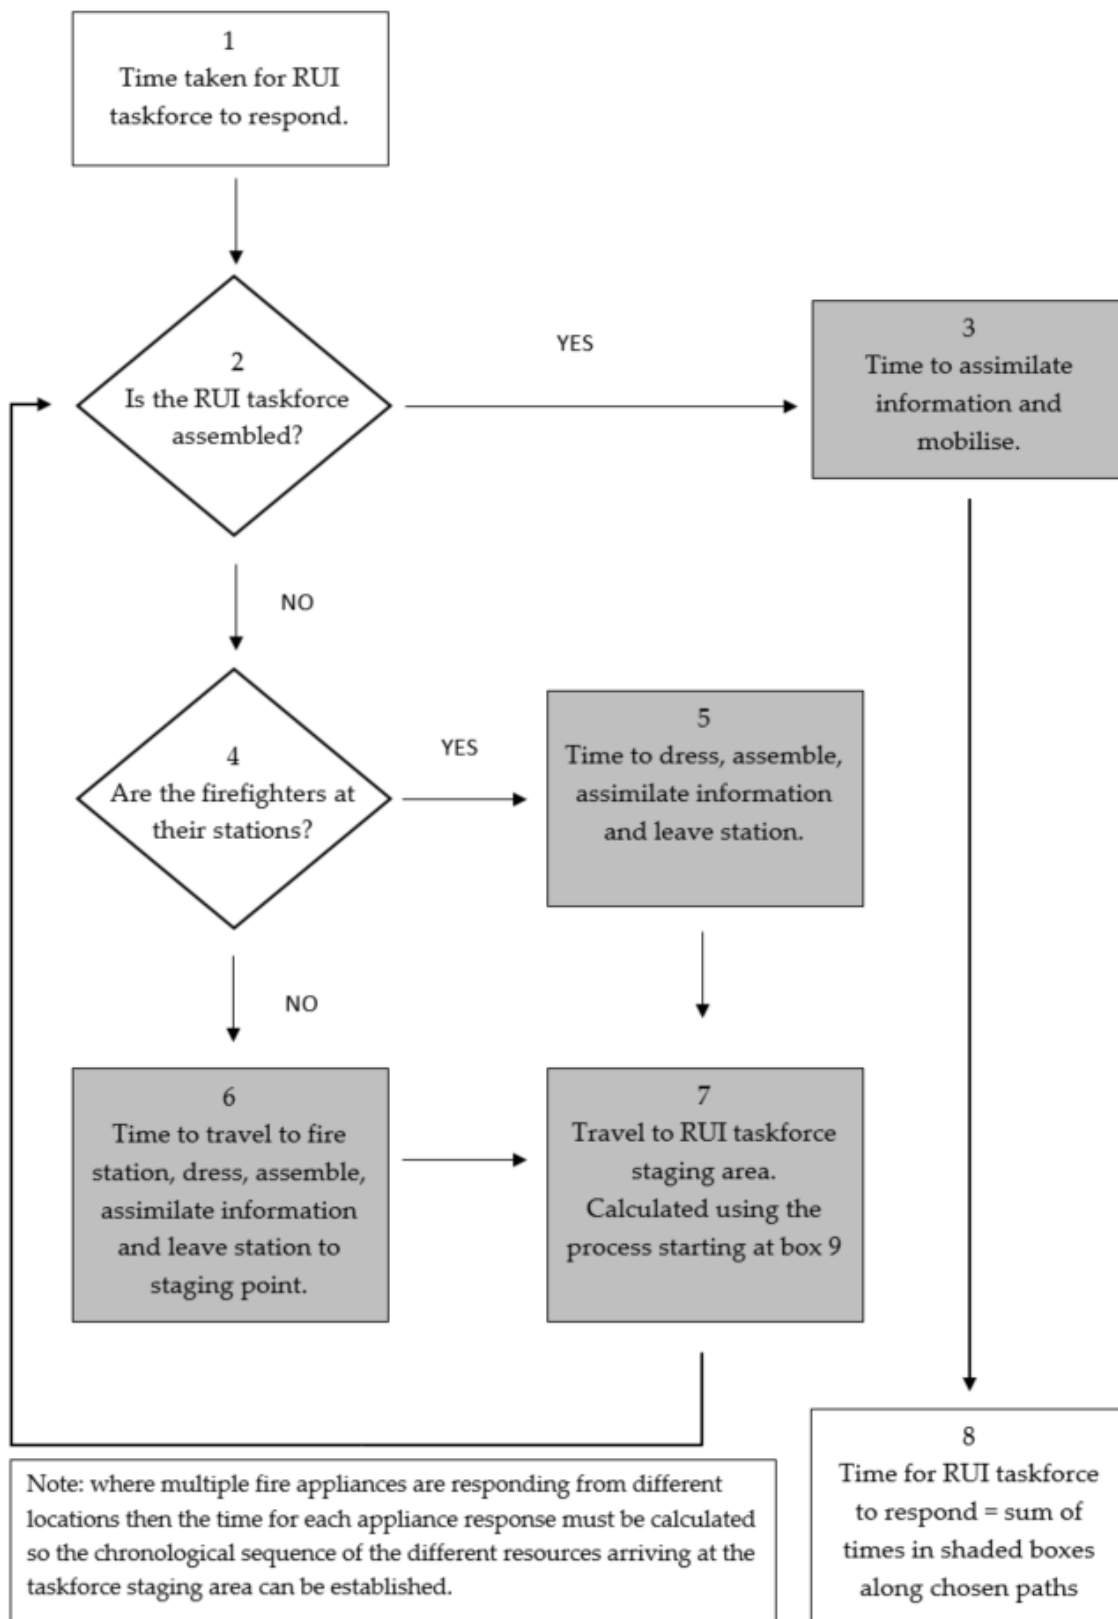 1
Time taken for RUI
taskforce to respond.
2
Is the RUI taskforce
assembled?
YES
3
Time to assimilate
information and
mobilise.
NO
4
Are the firefighters at
their stations?
YES
5
Time to dress, assemble,
assimilate information
and leave station.
NO
6
Time to travel to fire
station, dress, assemble,
assimilate information
and leave station to
staging point.
7
Travel to RUI taskforce
staging area.
Calculated using the
process starting at box 9
8
Time for RUI taskforce
to respond = sum of
times in shaded boxes
along chosen paths
Note: where multiple fire appliances are responding from different
locations then the time for each appliance response must be calculated
so the chronological sequence of the different resources arriving at the
taskforce staging area can be established.